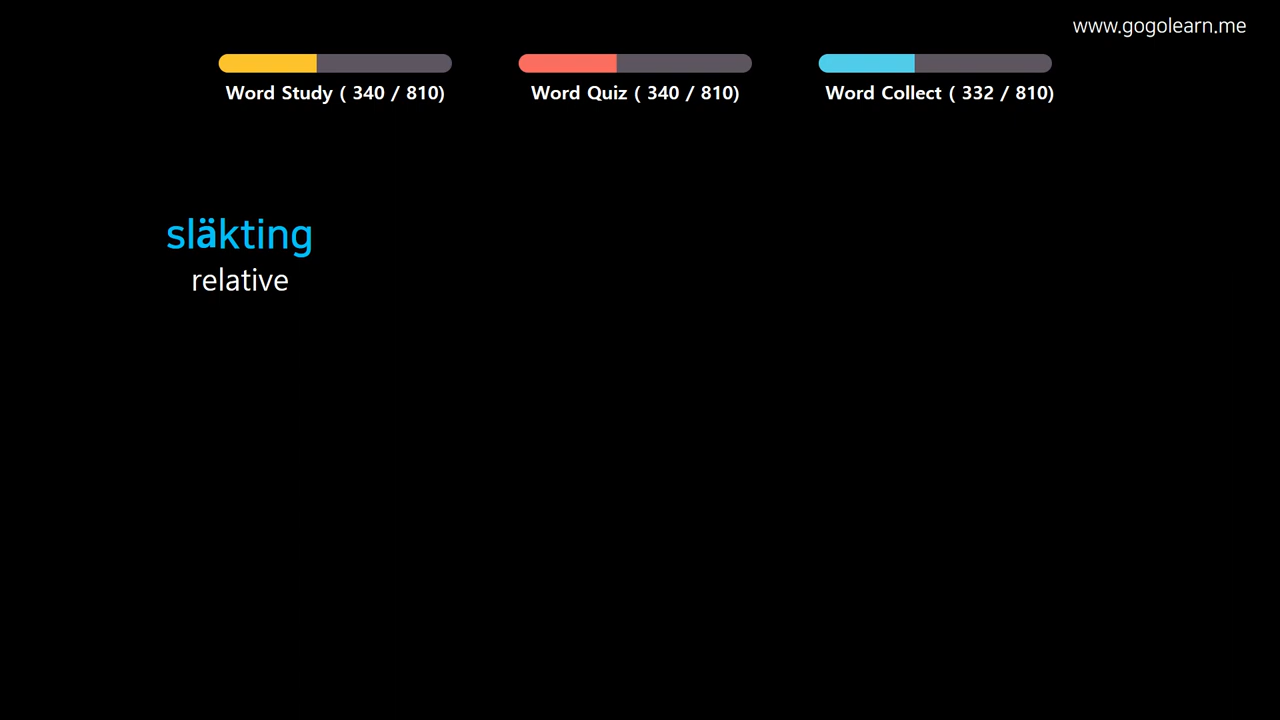 www.gogolearn.me
Word Study ( 340 / 810)
Word Quiz ( 340 / 810)
Word Collect ( 332 / 810)
släkting
relative